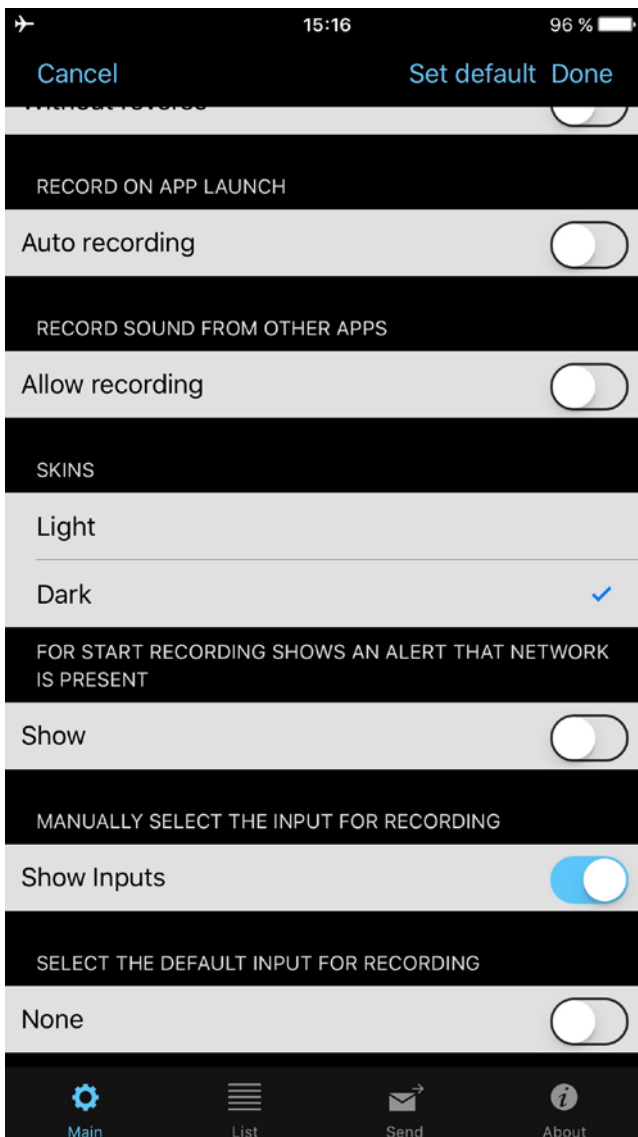 15:16
96 %
Cancel
Set default
Done
Without reverse
RECORD ON APP LAUNCH
Auto recording
RECORD SOUND FROM OTHER APPS
Allow recording
SKINS
Light
Dark
FOR START RECORDING SHOWS AN ALERT THAT NETWORK
IS PRESENT
Show
MANUALLY SELECT THE INPUT FOR RECORDING
Show Inputs
SELECT THE DEFAULT INPUT FOR RECORDING
None
Main
List
Send
About